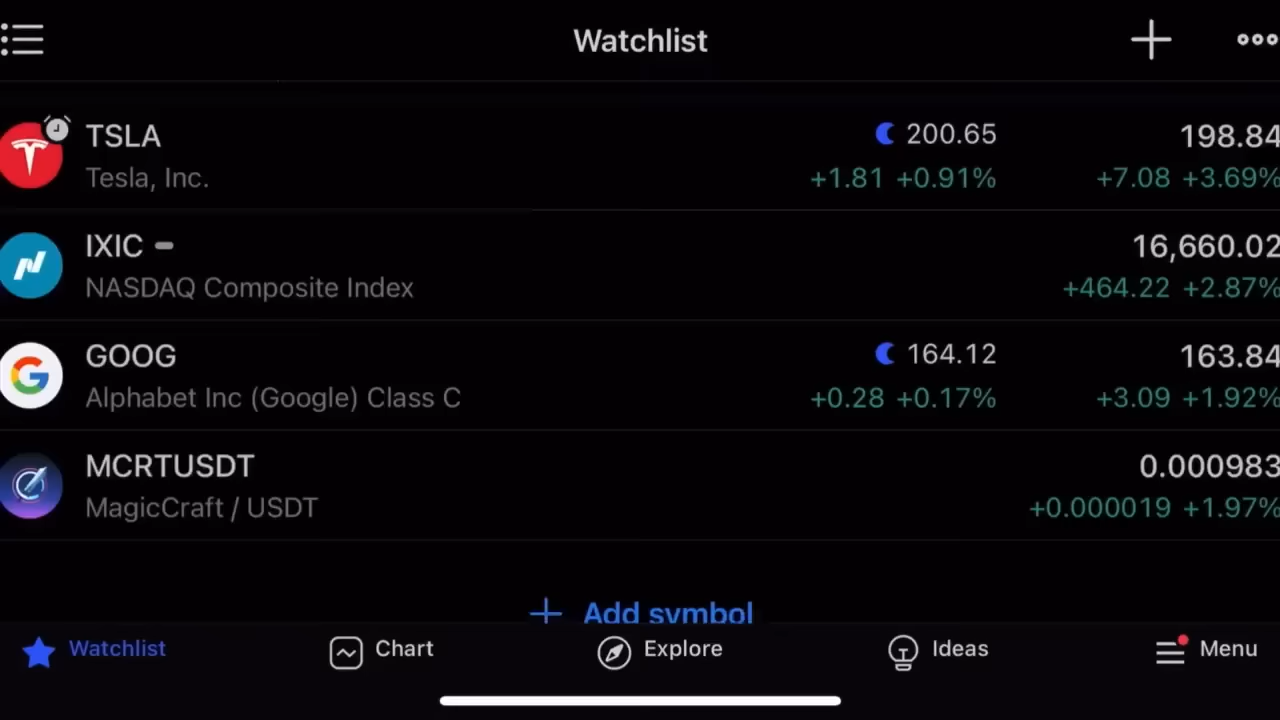 Watchlist
TSLA 200.65 198.84
Tesla, Inc. +1.81 +0.91% +7.08 +3.69%
IXIC 16,660.02
NASDAQ Composite Index +464.22 +2.87%
GOOG 164.12 163.84
Alphabet Inc (Google) Class C +0.28 +0.17% +3.09 +1.92%
MCRTUSDT 0.000983
MagicCraft / USDT +0.000019 +1.97%
+ Add symbol
Watchlist Chart Explore Ideas Menu